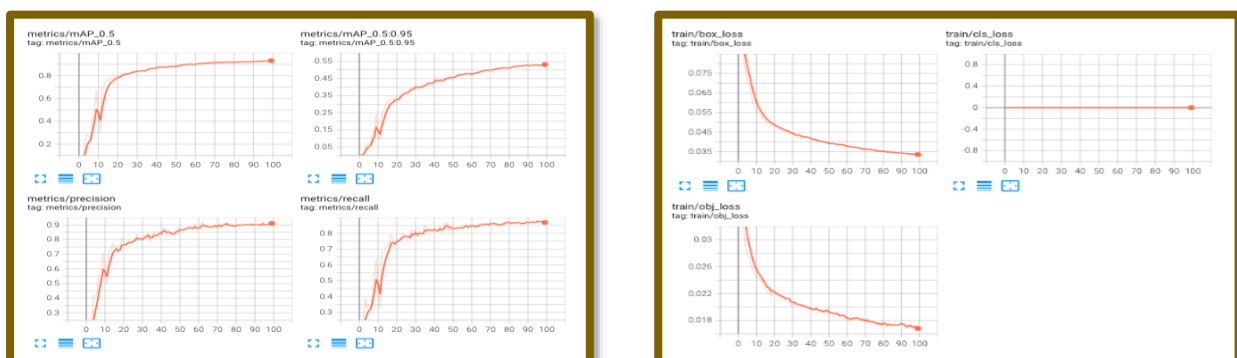 metrics/mAP_0.5
tag: metrics/mAP_0.5
0.8
0.6
0.4
0.2
0 10 20 30 40 50 60 70 80 90 100
metrics/mAP_0.5:0.95
tag: metrics/mAP_0.5:0.95
0.55
0.45
0.35
0.25
0.15
0.05
0 10 20 30 40 50 60 70 80 90 100
metrics/precision
tag: metrics/precision
0.9
0.8
0.7
0.6
0.5
0.4
0.3
0 10 20 30 40 50 60 70 80 90 100
metrics/recall
tag: metrics/recall
0.9
0.8
0.7
0.6
0.5
0.4
0.3
0 10 20 30 40 50 60 70 80 90 100
train/box_loss
tag: train/box_loss
0.075
0.065
0.055
0.045
0.035
0 10 20 30 40 50 60 70 80 90 100
train/cls_loss
tag: train/cls_loss
0.8
0.4
0
-0.4
-0.8
0 10 20 30 40 50 60 70 80 90 100
train/obj_loss
tag: train/obj_loss
0.03
0.026
0.022
0.018
0 10 20 30 40 50 60 70 80 90 100